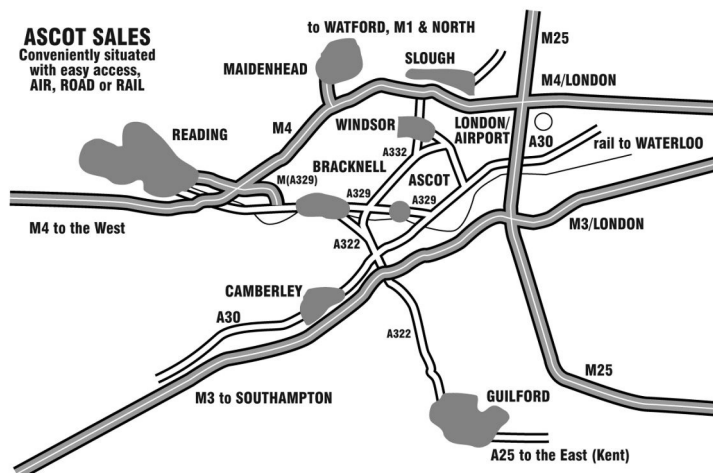 ASCOT SALES
Conveniently situated
with easy access,
AIR, ROAD or RAIL
to WATFORD, M1 & NORTH
M25
MAIDENHEAD
SLOUGH
M4/LONDON
READING
M4
WINDSOR
LONDON/
AIRPORT
A30
rail to WATERLOO
A332
BRACKNELL
M(A329)
A329
ASCOT
A329
M4 to the West
A322
M3/LONDON
CAMBERLEY
A30
A322
M25
M3 to SOUTHAMPTON
GUILFORD
A25 to the East (Kent)